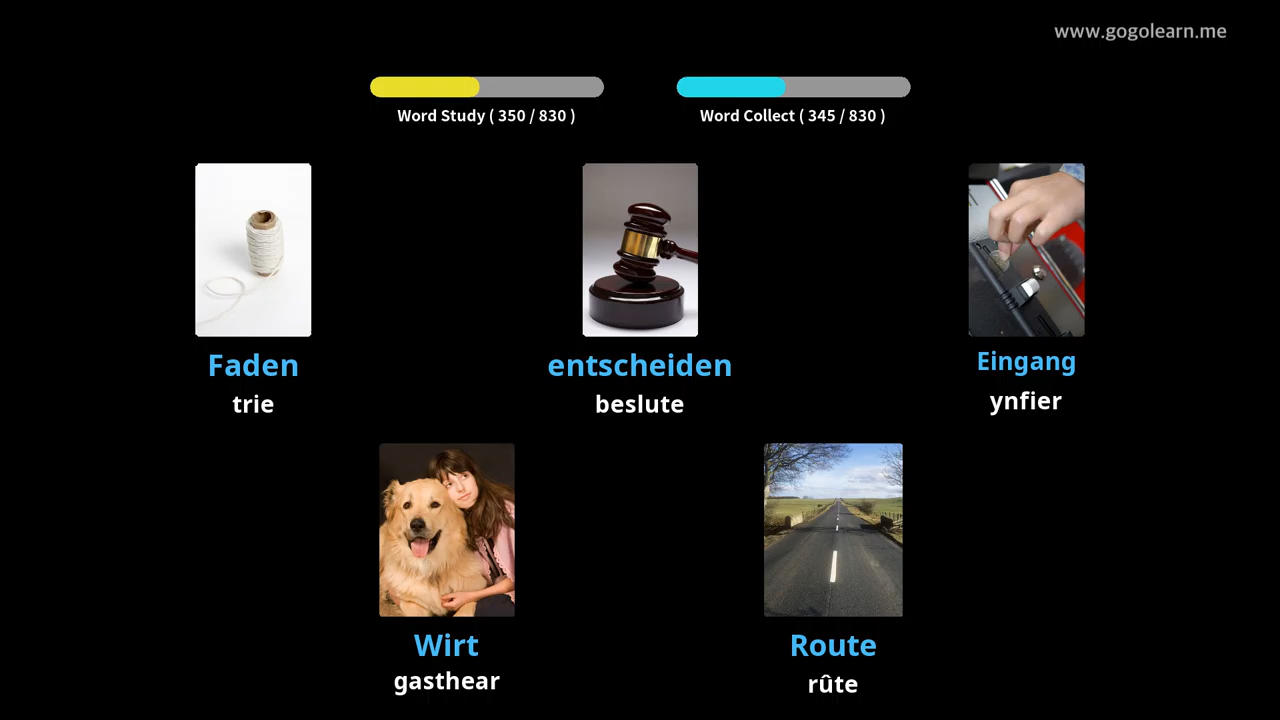 www.gogolearn.me
Word Study ( 350 / 830 )
Word Collect ( 345 / 830 )
Faden
trie
entscheiden
beslute
Eingang
ynfier
Wirt
gasthear
Route
rûte